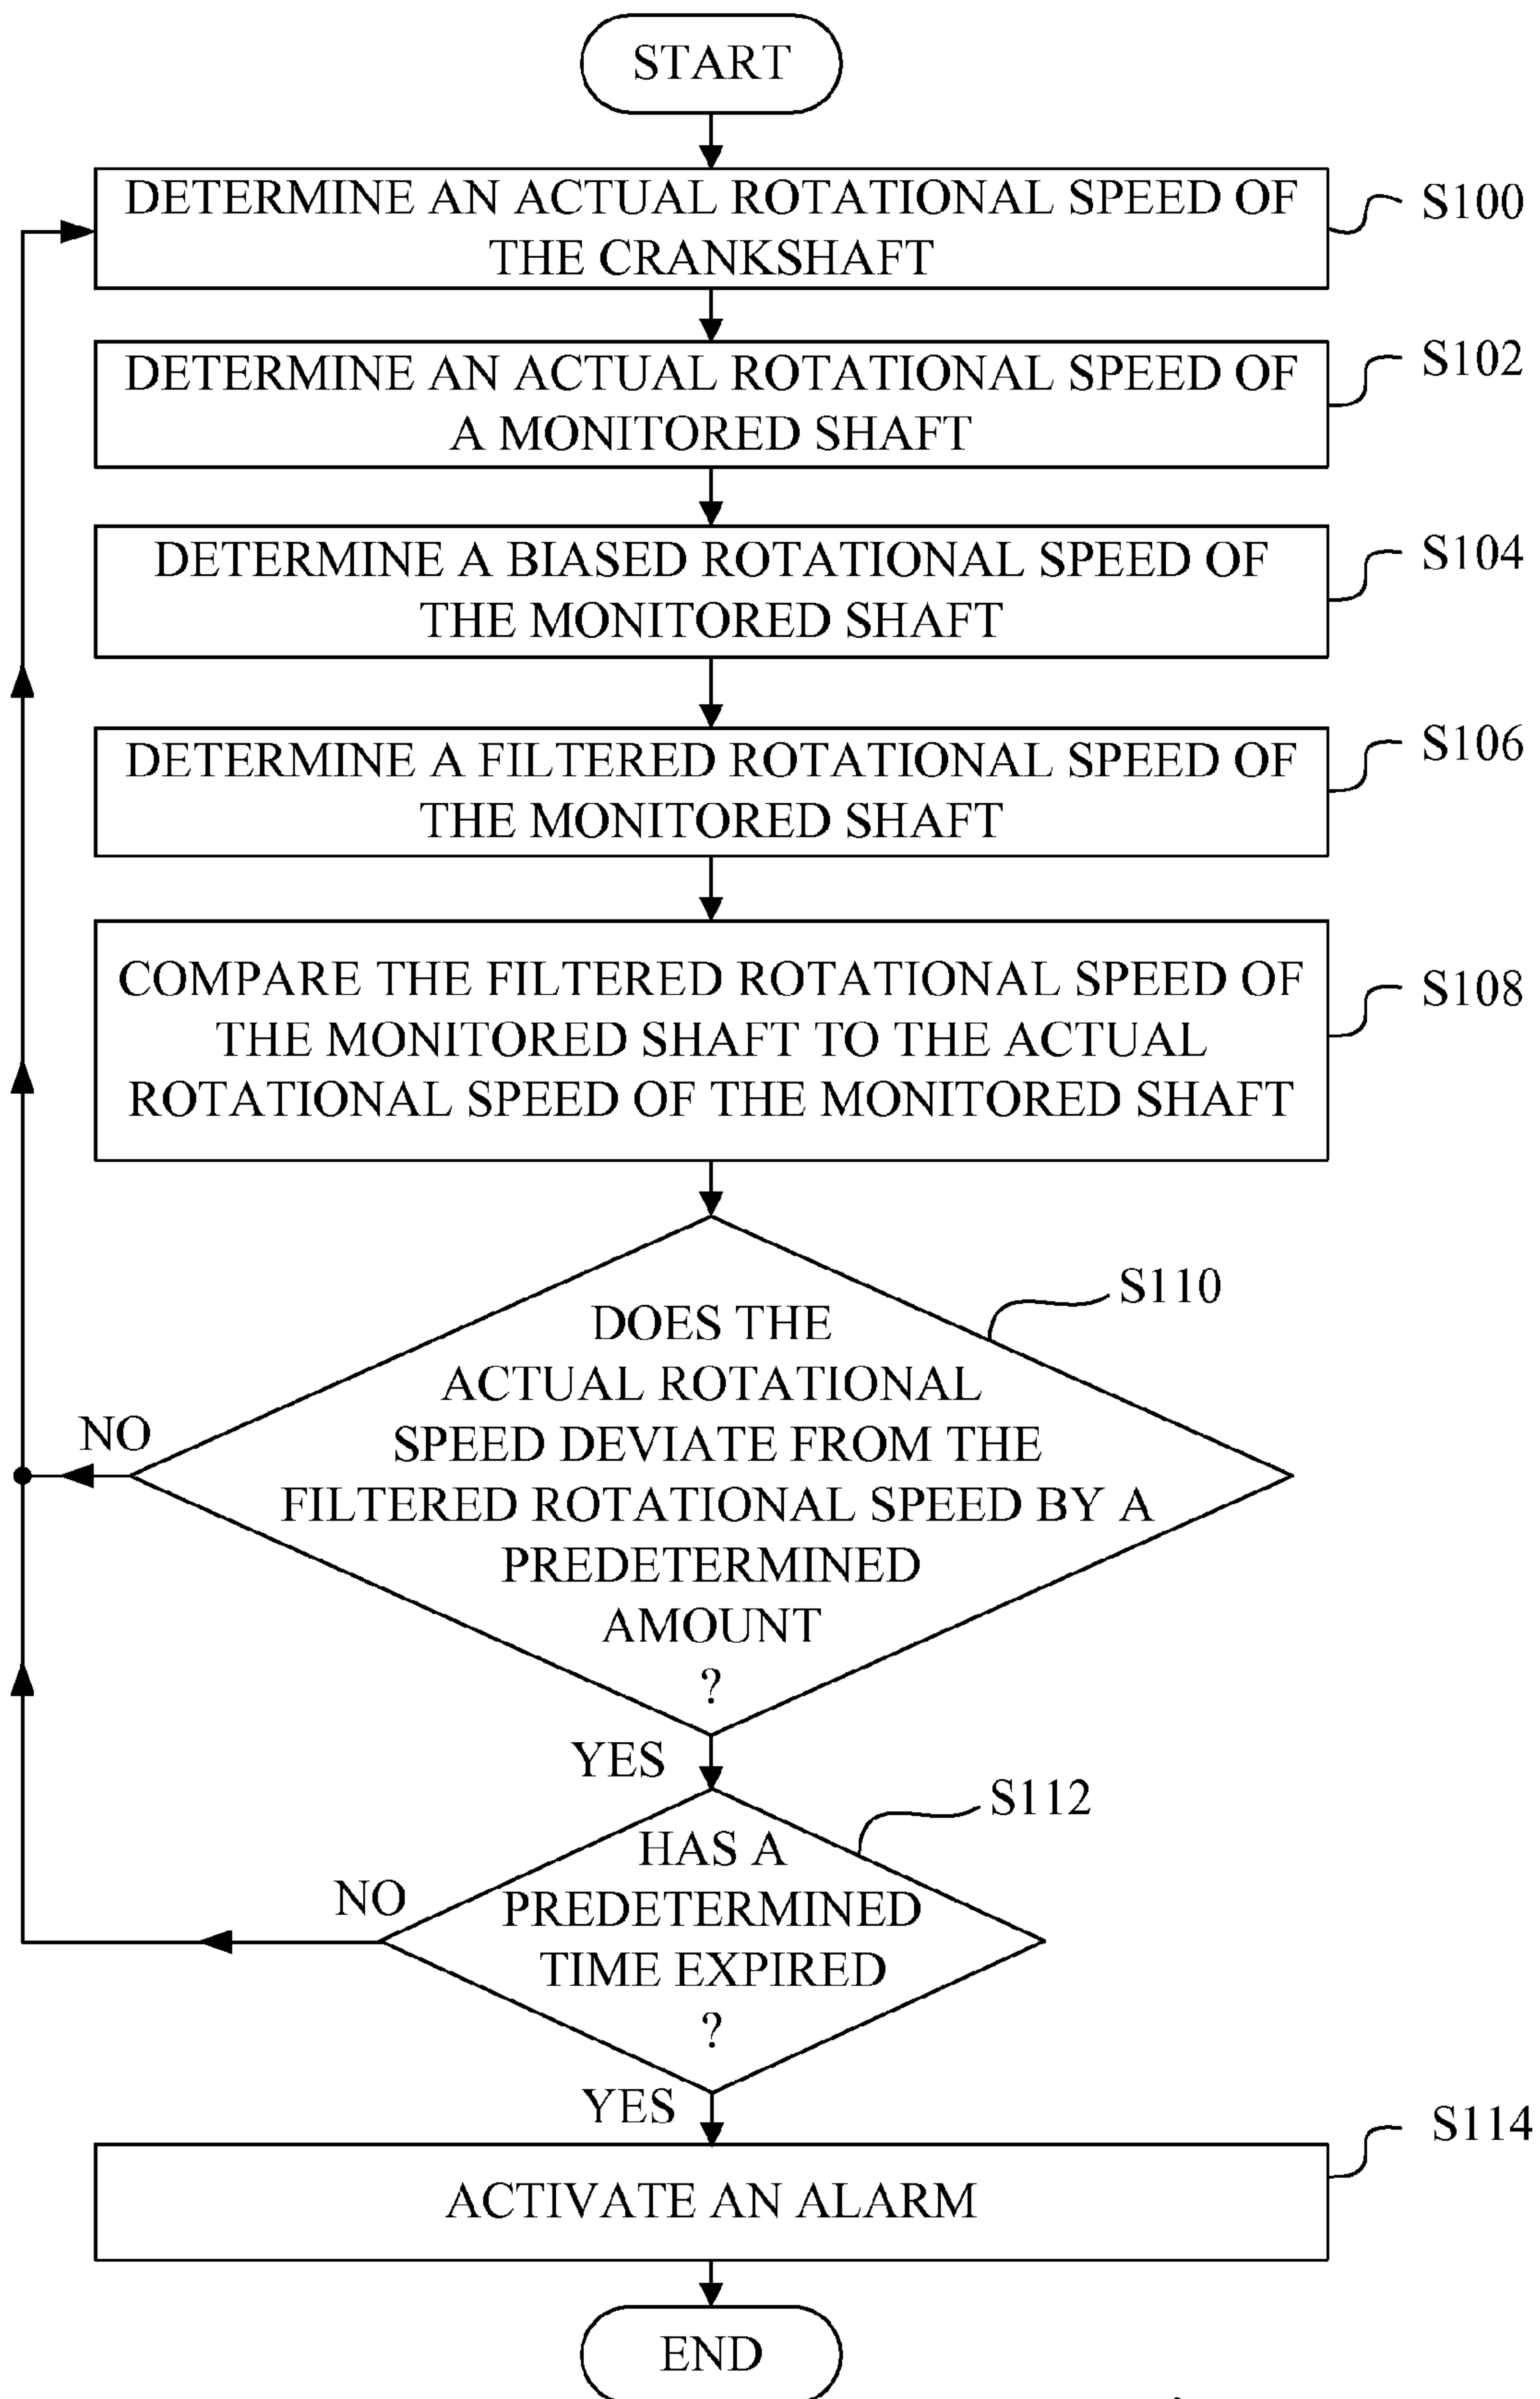 START
DETERMINE AN ACTUAL ROTATIONAL SPEED OF
THE CRANKSHAFT
S100
DETERMINE AN ACTUAL ROTATIONAL SPEED OF
A MONITORED SHAFT
S102
DETERMINE A BIASED ROTATIONAL SPEED OF
THE MONITORED SHAFT
S104
DETERMINE A FILTERED ROTATIONAL SPEED OF
THE MONITORED SHAFT
S106
COMPARE THE FILTERED ROTATIONAL SPEED OF
THE MONITORED SHAFT TO THE ACTUAL
ROTATIONAL SPEED OF THE MONITORED SHAFT
S108
DOES THE
ACTUAL ROTATIONAL
SPEED DEVIATE FROM THE
FILTERED ROTATIONAL SPEED BY A
PREDETERMINED
AMOUNT
?
S110
NO
YES
HAS A
PREDETERMINED
TIME EXPIRED
?
S112
NO
YES
ACTIVATE AN ALARM
S114
END